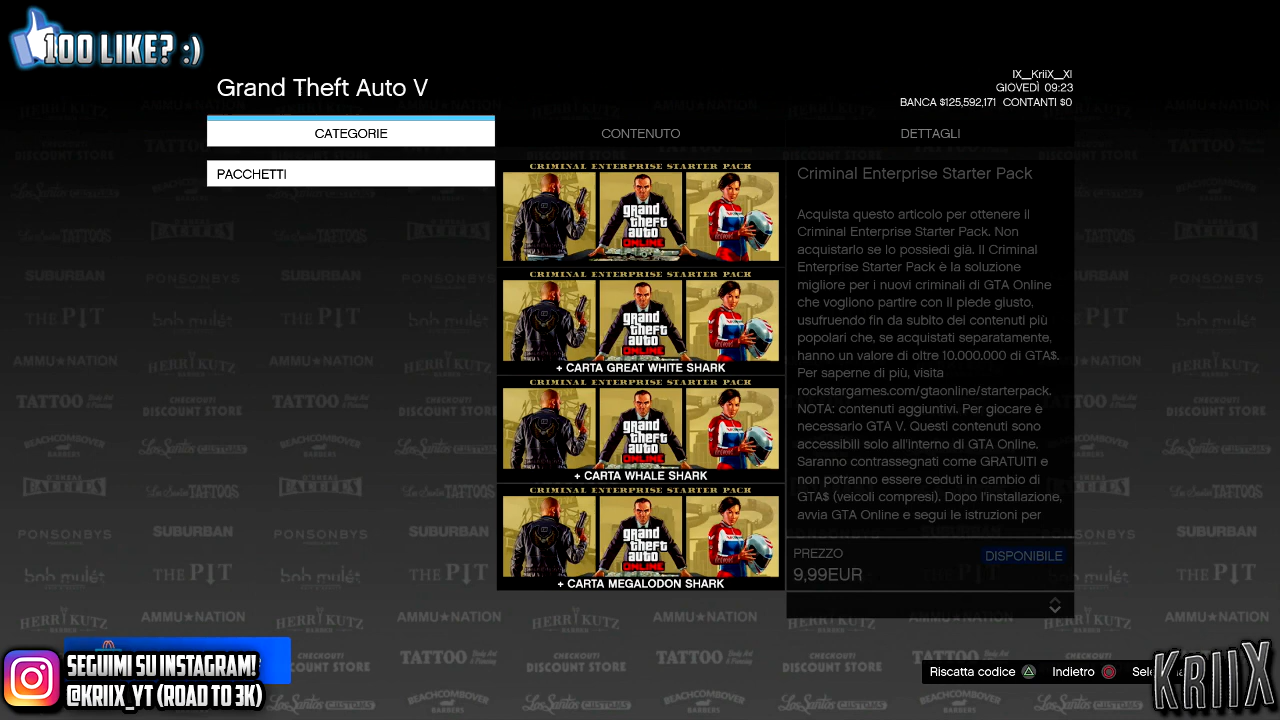 100 LIKE? :)
Grand Theft Auto V
IX__KriiX__XI
GIOVEDÌ 09:23
BANCA $125,592,171 CONTANTI $0
CATEGORIE
CONTENUTO
DETTAGLI
PACCHETTI
CRIMINAL ENTERPRISE STARTER PACK
grand
theft
auto
ONLINE
CRIMINAL ENTERPRISE STARTER PACK
grand
theft
auto
ONLINE
+ CARTA GREAT WHITE SHARK
CRIMINAL ENTERPRISE STARTER PACK
grand
theft
auto
ONLINE
+ CARTA WHALE SHARK
CRIMINAL ENTERPRISE STARTER PACK
grand
theft
auto
ONLINE
+ CARTA MEGALODON SHARK
Criminal Enterprise Starter Pack
Acquista questo articolo per ottenere il
Criminal Enterprise Starter Pack. Non
acquistarlo se lo possiedi già. Il Criminal
Enterprise Starter Pack è la soluzione
migliore per i nuovi criminali di GTA Online
che vogliono partire con il piede giusto,
usufruendo fin da subito dei contenuti più
popolari che, se acquistati separatamente,
hanno un valore di oltre 10.000.000 di GTA$.
Per saperne di più, visita
rockstargames.com/gtaonline/starterpack.
NOTA: contenuti aggiuntivi. Per giocare è
necessario GTA V. Questi contenuti sono
accessibili solo all'interno di GTA Online.
Saranno contrassegnati come GRATUITI e
non potranno essere ceduti in cambio di
GTA$ (veicoli compresi). Dopo l'installazione,
avvia GTA Online e segui le istruzioni per
PREZZO
DISPONIBILE
9,99EUR
SEGUIMI SU INSTAGRAM!
@KRIIX_YT (ROAD TO 3K)
Riscatta codice
Indietro
KRIIX